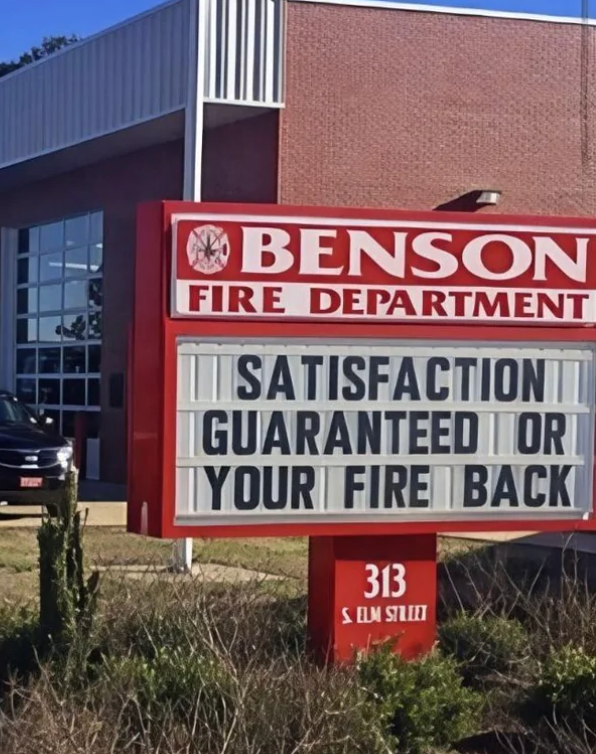 BENSON
FIRE DEPARTMENT
SATISFACTION
GUARANTEED OR
YOUR FIRE BACK
313
S. ELM STREET